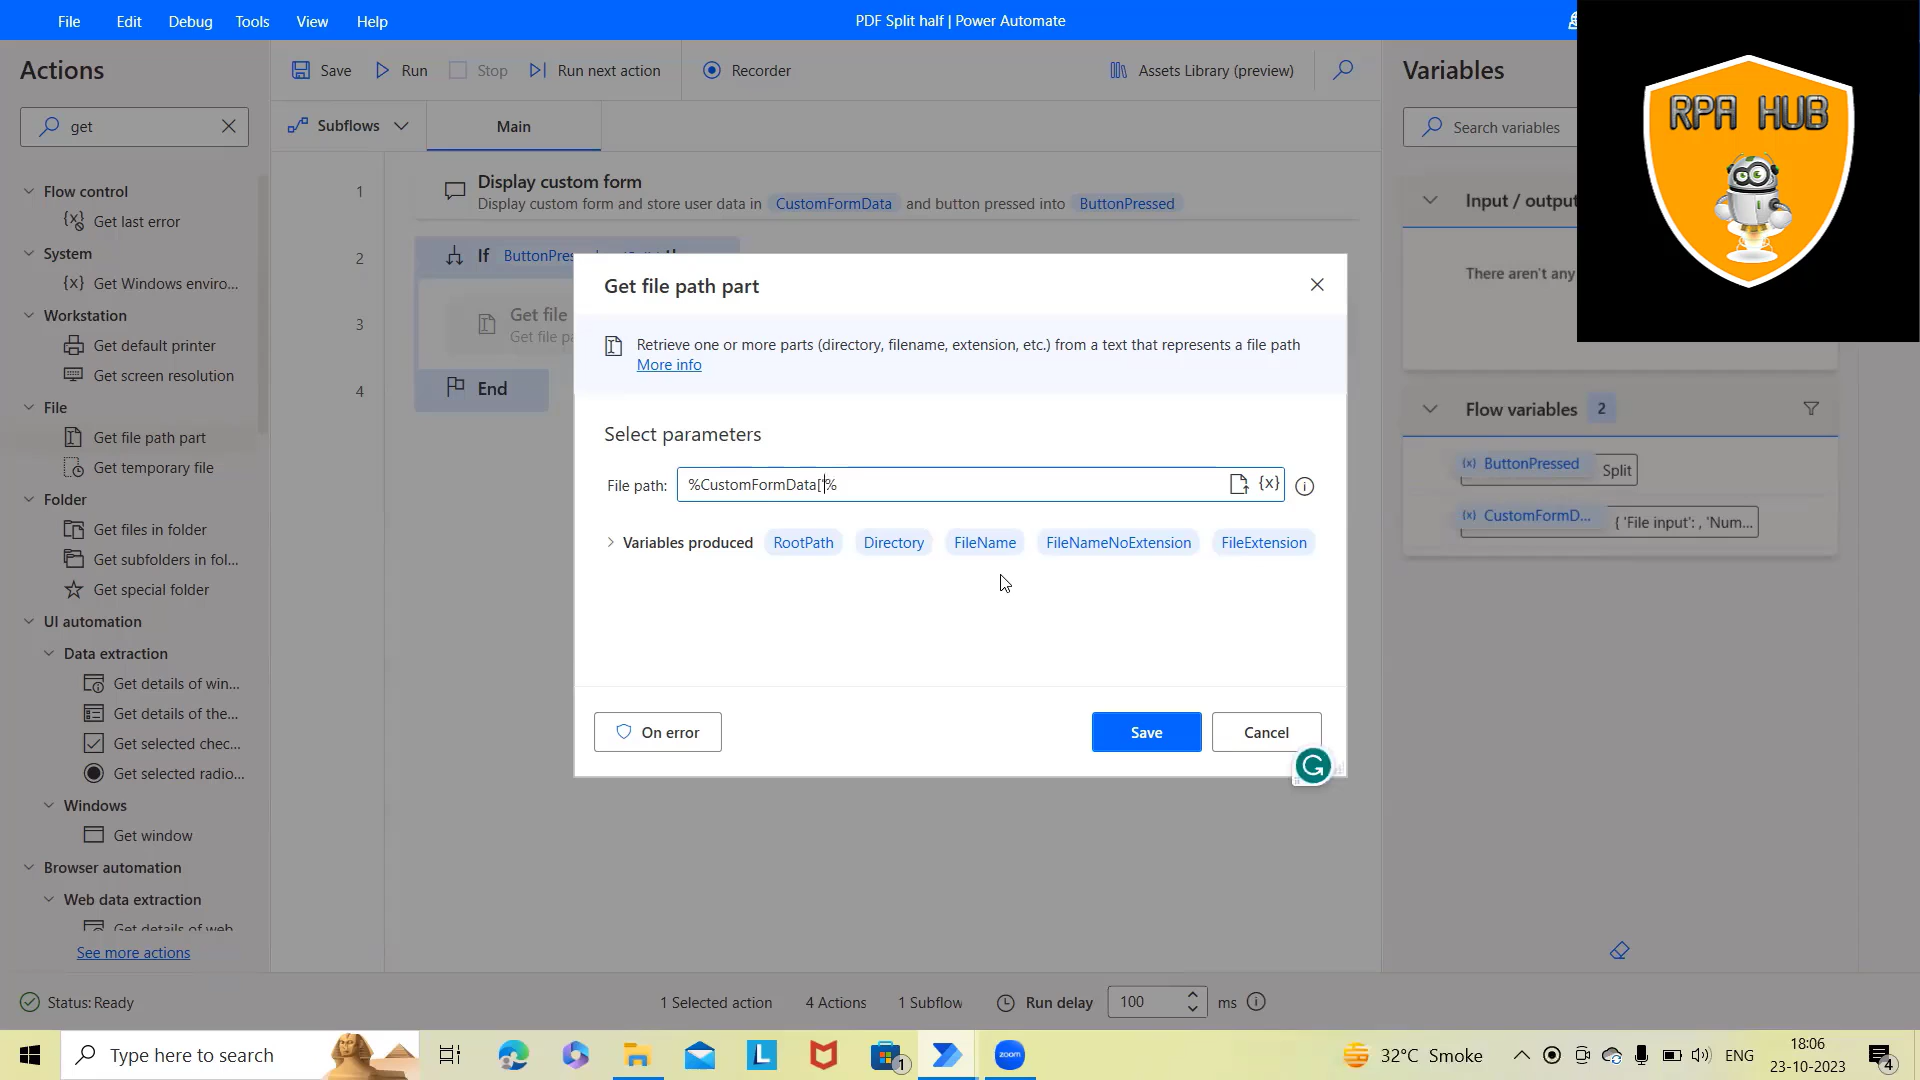 File Edit Debug Tools View Help
PDF Split half | Power Automate
Actions
get
Flow control
Get last error
System
Get Windows enviro...
Workstation
Get default printer
Get screen resolution
File
Get file path part
Get temporary file
Folder
Get files in folder
Get subfolders in fol...
Get special folder
UI automation
Data extraction
Get details of win...
Get details of the...
Get selected chec...
Get selected radio...
Windows
Get window
Browser automation
Web data extraction
Get details of web
See more actions
Save Run Stop Run next action Recorder
Assets Library (preview)
Subflows
Main
1
Display custom form
Display custom form and store user data in CustomFormData and button pressed into ButtonPressed
2
If ButtonPres
3
Get file
Get file p
4
End
Get file path part
Retrieve one or more parts (directory, filename, extension, etc.) from a text that represents a file path
More info
Select parameters
File path: %CustomFormData['%
Variables produced RootPath Directory FileName FileNameNoExtension FileExtension
On error
Save
Cancel
Variables
Search variables
Input / output
There aren't any
Flow variables 2
ButtonPressed Split
CustomFormD... { 'File input': , 'Num...
RPA HUB
Status: Ready
1 Selected action 4 Actions 1 Subflow Run delay 100 ms
Type here to search
L
1
zoom
32°C Smoke
ENG
18:06
23-10-2023
4